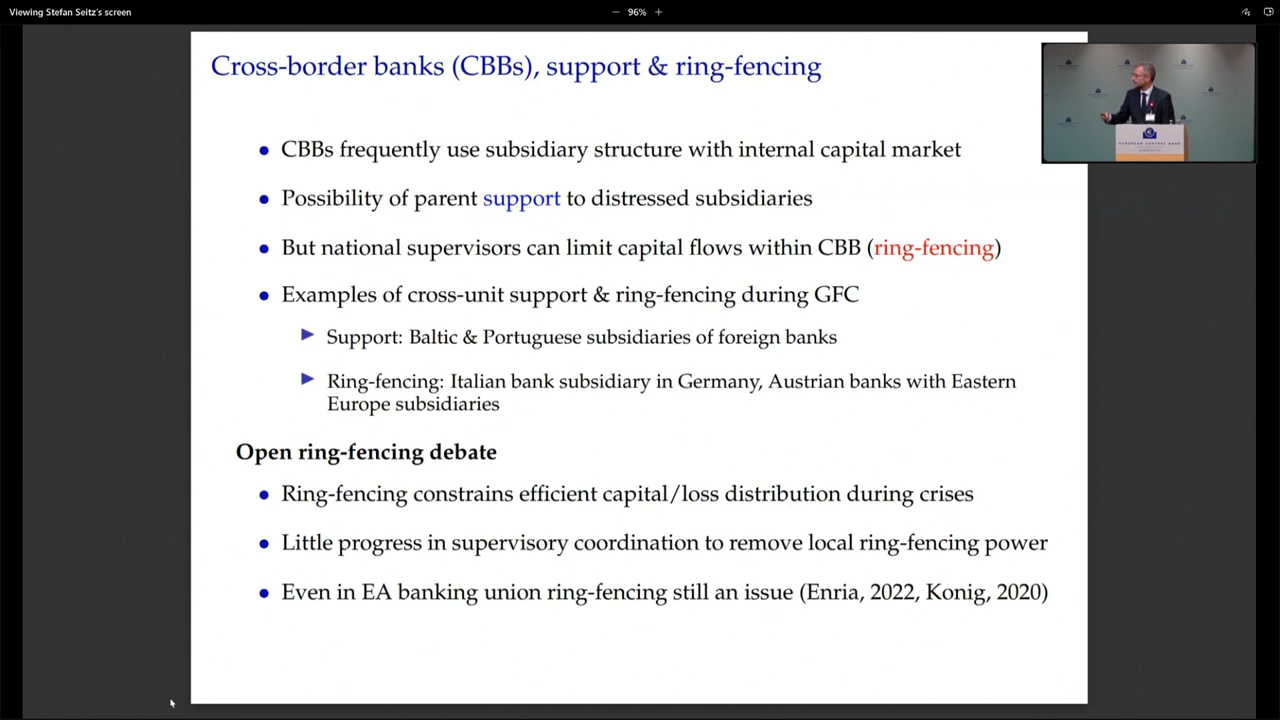 Viewing Stefan Seitz's screen
96%
Cross-border banks (CBBs), support & ring-fencing
CBBs frequently use subsidiary structure with internal capital market
Possibility of parent support to distressed subsidiaries
But national supervisors can limit capital flows within CBB (ring-fencing)
Examples of cross-unit support & ring-fencing during GFC
Support: Baltic & Portuguese subsidiaries of foreign banks
Ring-fencing: Italian bank subsidiary in Germany, Austrian banks with Eastern
Europe subsidiaries
Open ring-fencing debate
Ring-fencing constrains efficient capital/loss distribution during crises
Little progress in supervisory coordination to remove local ring-fencing power
Even in EA banking union ring-fencing still an issue (Enria, 2022, Konig, 2020)
EUROPEAN CENTRAL BANK